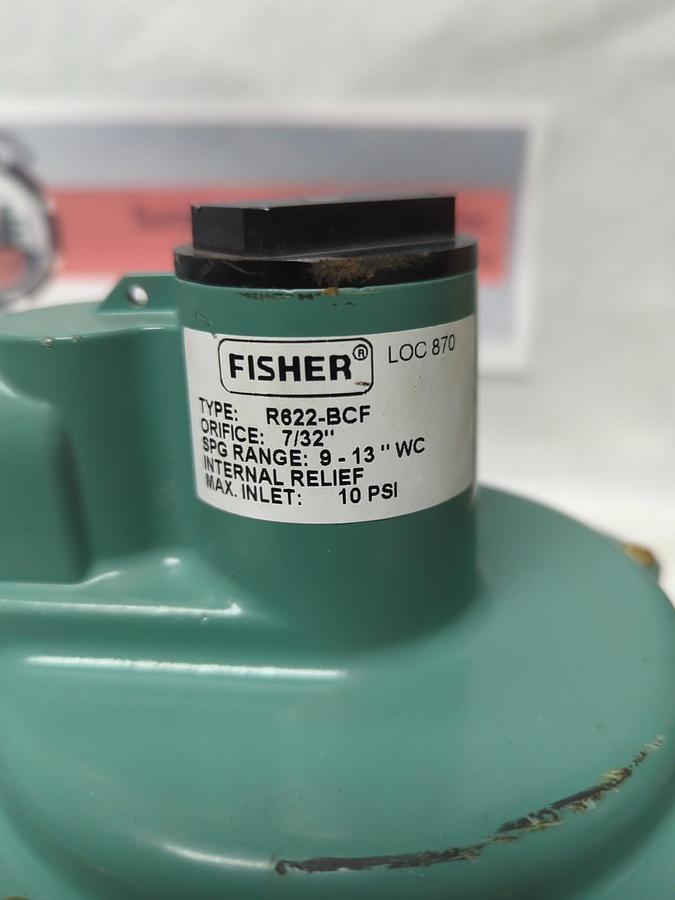 FISHER® LOC 870
TYPE: R622-BCF
ORIFICE: 7/32"
SPG RANGE: 9 - 13 " WC
INTERNAL RELIEF
MAX. INLET: 10 PSI